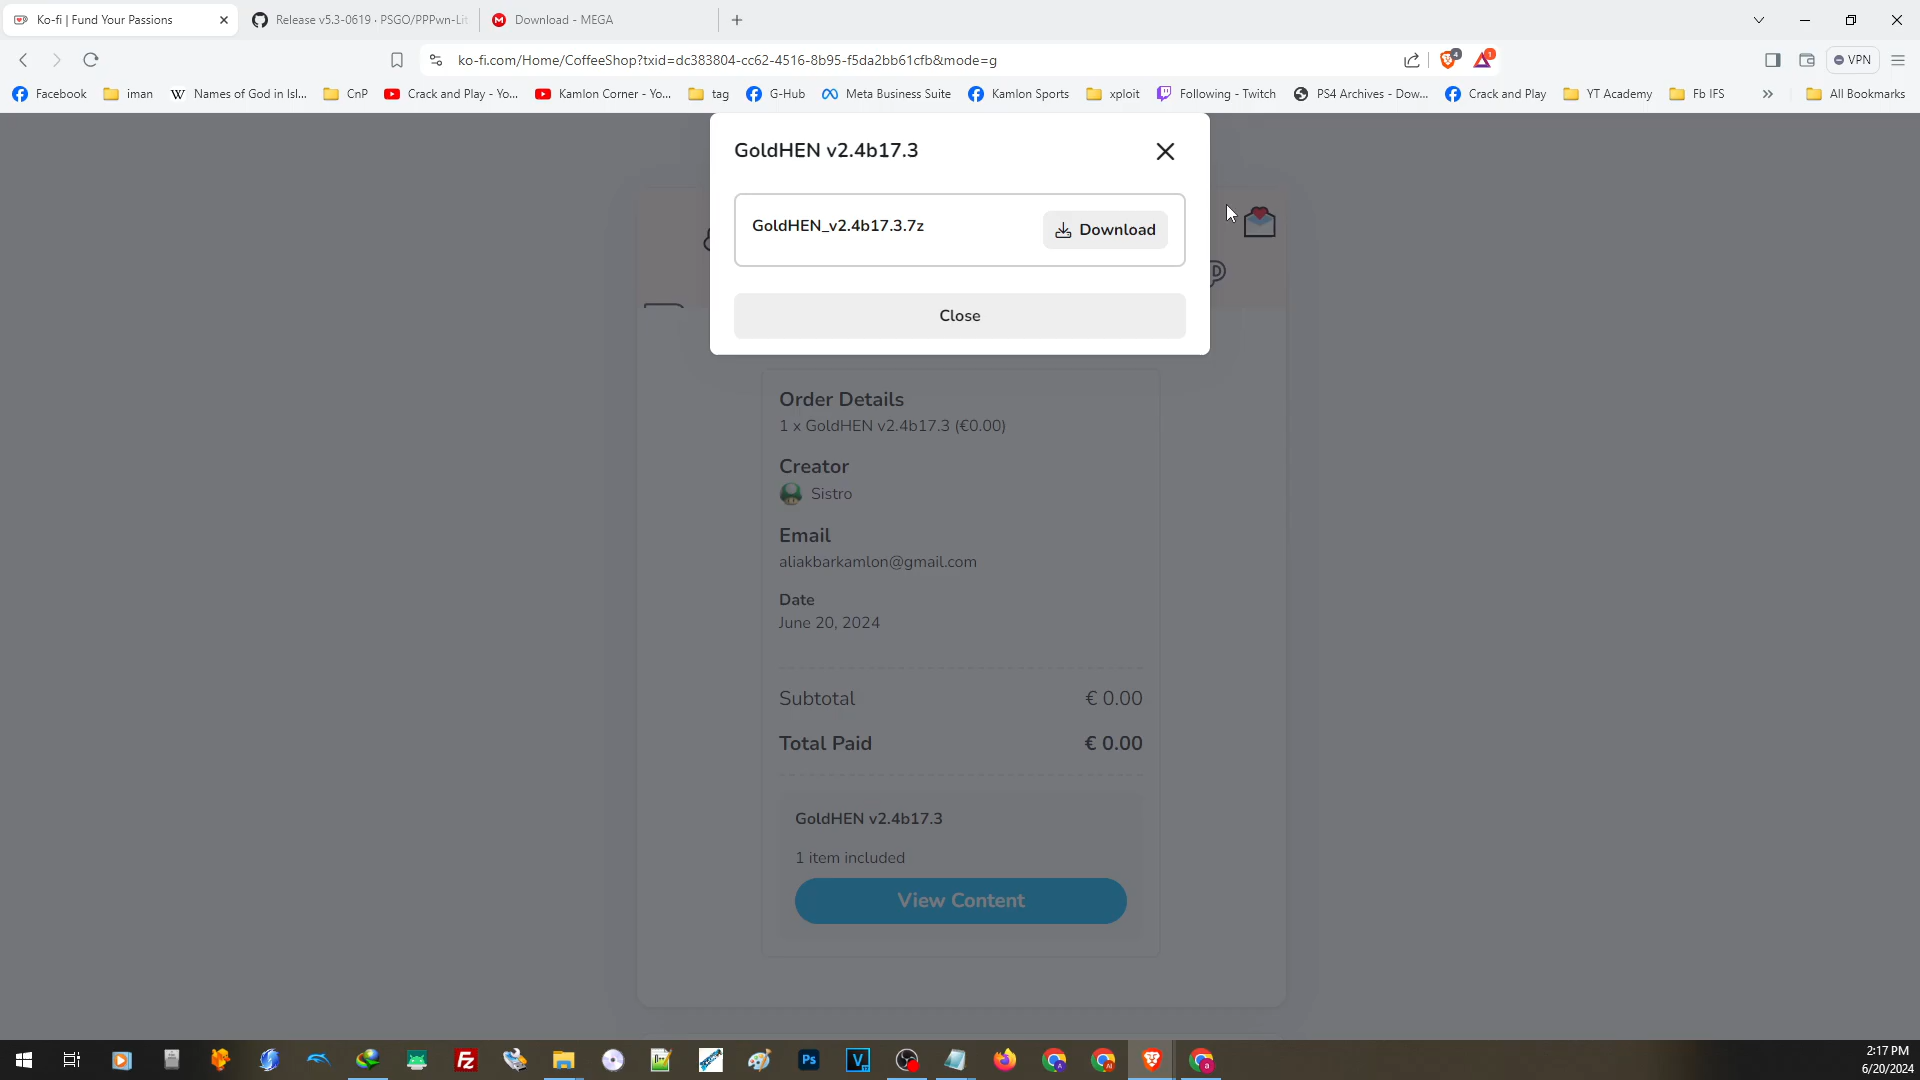 Ko-fi | Fund Your Passions
Release v5.3-0619 · PSGO/PPPwn-Lit
Download - MEGA
ko-fi.com/Home/CoffeeShop?txid=dc383804-cc62-4516-8b95-f5da2bb61cfb&mode=g
4
1
VPN
Facebook
iman
Names of God in Isl...
CnP
Crack and Play - Yo...
Kamlon Corner - Yo...
tag
G-Hub
Meta Business Suite
Kamlon Sports
xploit
Following - Twitch
PS4 Archives - Dow...
Crack and Play
YT Academy
Fb IFS
All Bookmarks
GoldHEN v2.4b17.3
GoldHEN_v2.4b17.3.7z
Download
Close
Order Details
1 x GoldHEN v2.4b17.3 (€0.00)
Creator
Sistro
Email
aliakbarkamlon@gmail.com
Date
June 20, 2024
Subtotal € 0.00
Total Paid € 0.00
GoldHEN v2.4b17.3
1 item included
View Content
2:17 PM
6/20/2024